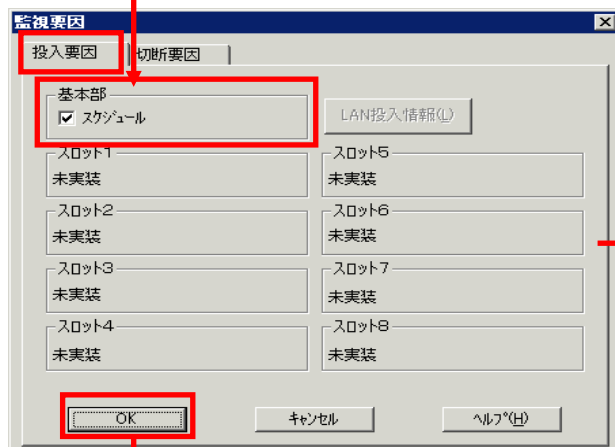 監視要因
投入要因 切断要因
基本部
スケジュール
LAN投入情報(L)
スロット1
未実装
スロット5
未実装
スロット2
未実装
スロット6
未実装
スロット3
未実装
スロット7
未実装
スロット4
未実装
スロット8
未実装
OK キャンセル ヘルプ(H)